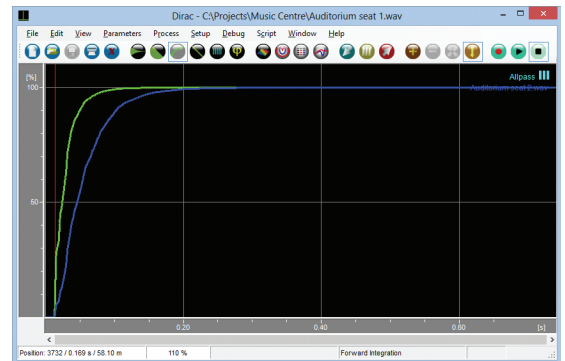 Dirac - C:\Projects\Music Centre\Auditorium seat 1.wav
File Edit View Parameters Process Setup Debug Script Window Help
[%]
Allpass
Auditorium seat 2.wav
100
50
0.20 0.40 0.60 [s]
Position: 3732 / 0.169 s / 58.10 m 110 % Forward Integration